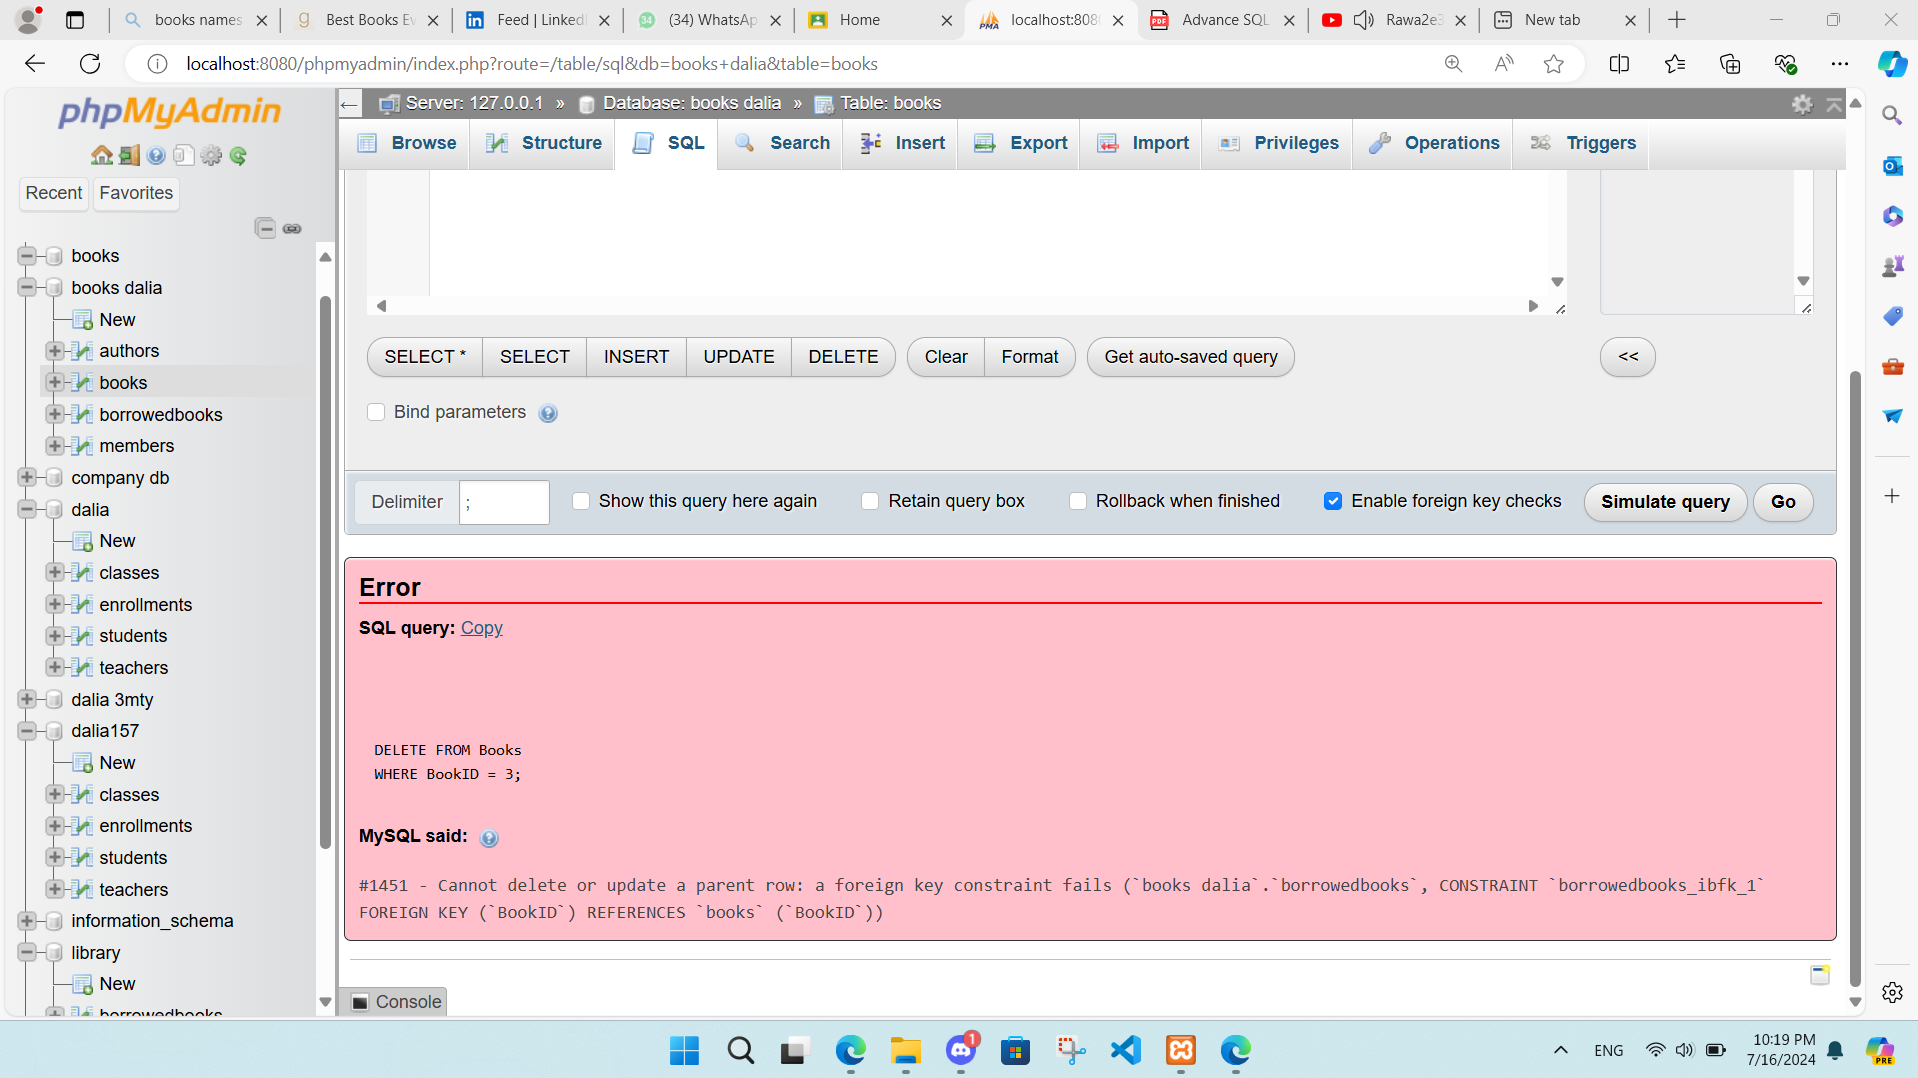 books names
Best Books Ev
Feed | Linked
(34) WhatsAp
Home
localhost:808
Advance SQL
Rawa2e3
New tab
localhost:8080/phpmyadmin/index.php?route=/table/sql&db=books+dalia&table=books
phpMyAdmin
Recent
Favorites
books
books dalia
New
authors
books
borrowedbooks
members
company db
dalia
New
classes
enrollments
students
teachers
dalia 3mty
dalia157
New
classes
enrollments
students
teachers
information_schema
library
New
borrowedbooks
Server: 127.0.0.1 » Database: books dalia » Table: books
Browse
Structure
SQL
Search
Insert
Export
Import
Privileges
Operations
Triggers
SELECT *
SELECT
INSERT
UPDATE
DELETE
Clear
Format
Get auto-saved query
<<
Bind parameters
Delimiter
;
Show this query here again
Retain query box
Rollback when finished
Enable foreign key checks
Simulate query
Go
Error
SQL query: Copy
DELETE FROM Books
WHERE BookID = 3;
MySQL said:
#1451 - Cannot delete or update a parent row: a foreign key constraint fails (`books dalia`.`borrowedbooks`, CONSTRAINT `borrowedbooks_ibfk_1`
FOREIGN KEY (`BookID`) REFERENCES `books` (`BookID`))
Console
1
ENG
10:19 PM
7/16/2024
PRE